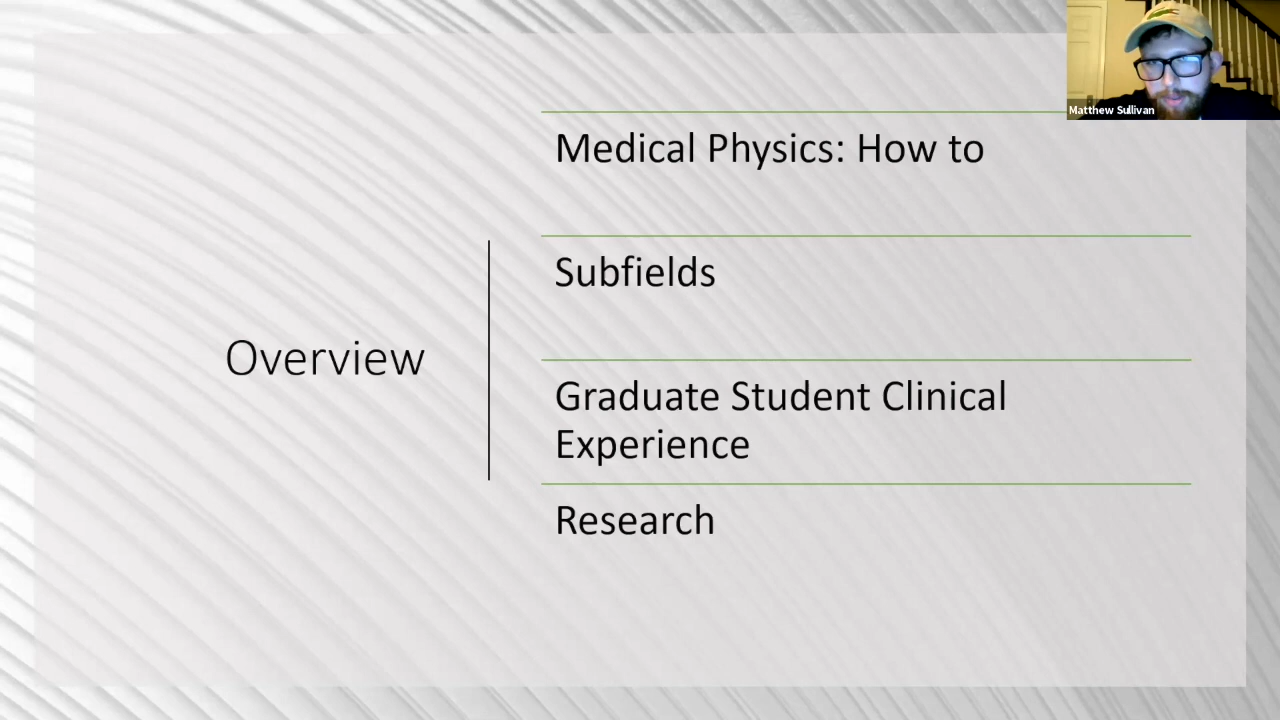 Matthew Sullivan
Medical Physics: How to
Subfields
Overview
Graduate Student Clinical
Experience
Research